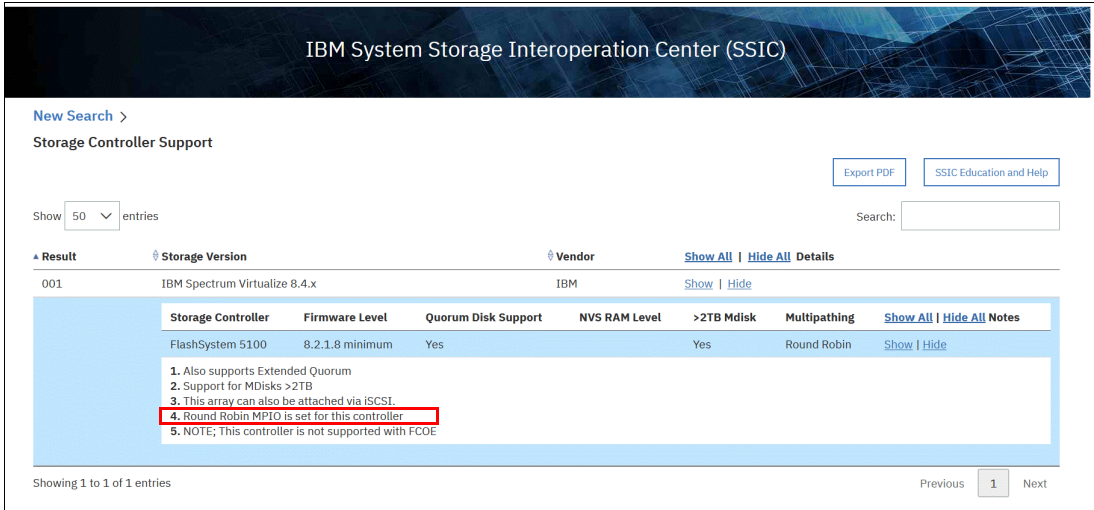 IBM System Storage Interoperation Center (SSIC)
New Search >
Storage Controller Support
Export PDF SSIC Education and Help
Show 50 entries Search:
Result Storage Version Vendor Show All | Hide All Details
001 IBM Spectrum Virtualize 8.4.x IBM Show | Hide
Storage Controller Firmware Level Quorum Disk Support NVS RAM Level >2TB Mdisk Multipathing Show All | Hide All Notes
FlashSystem 5100 8.2.1.8 minimum Yes Yes Round Robin Show | Hide
1. Also supports Extended Quorum
2. Support for MDisks >2TB
3. This array can also be attached via iSCSI.
4. Round Robin MPIO is set for this controller
5. NOTE; This controller is not supported with FCOE
Showing 1 to 1 of 1 entries Previous 1 Next